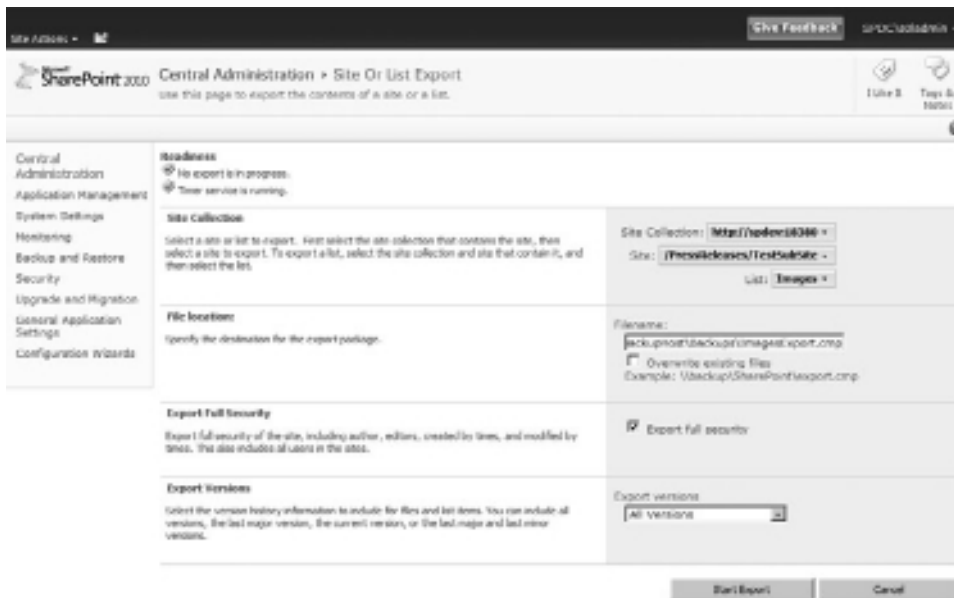 Site Actions
Give Feedback
Microsoft
SharePoint 2010
Central Administration ▸ Site Or List Export
Use this page to export the contents of a site or a list.
I Like It
Tags & Notes
Central Administration
Application Management
System Settings
Monitoring
Backup and Restore
Security
Upgrade and Migration
General Application Settings
Configuration Wizards
Readiness
No export is in progress.
Timer service is running.
Site Collection
Select a site or list to export. First select the site collection that contains the site, then
select a site to export. To export a list, select the site collection and site that contain it, and
then select the list.
Site Collection:
Site: /PressReleases/TestSubSite
List: Images
File location:
Specify the destination for the export package.
Filename:
Overwrite existing files
Example: \\backup\SharePoint\export.cmp
Export Full Security
Export full security of the site, including author, editors, created by times, and modified by
times. This also includes all users in the sites.
Export full security
Export Versions
Select the version history information to include for files and list items. You can include all
versions, the last major version, the current version, or the last major and last minor
versions.
Export versions
All Versions
Start Export
Cancel